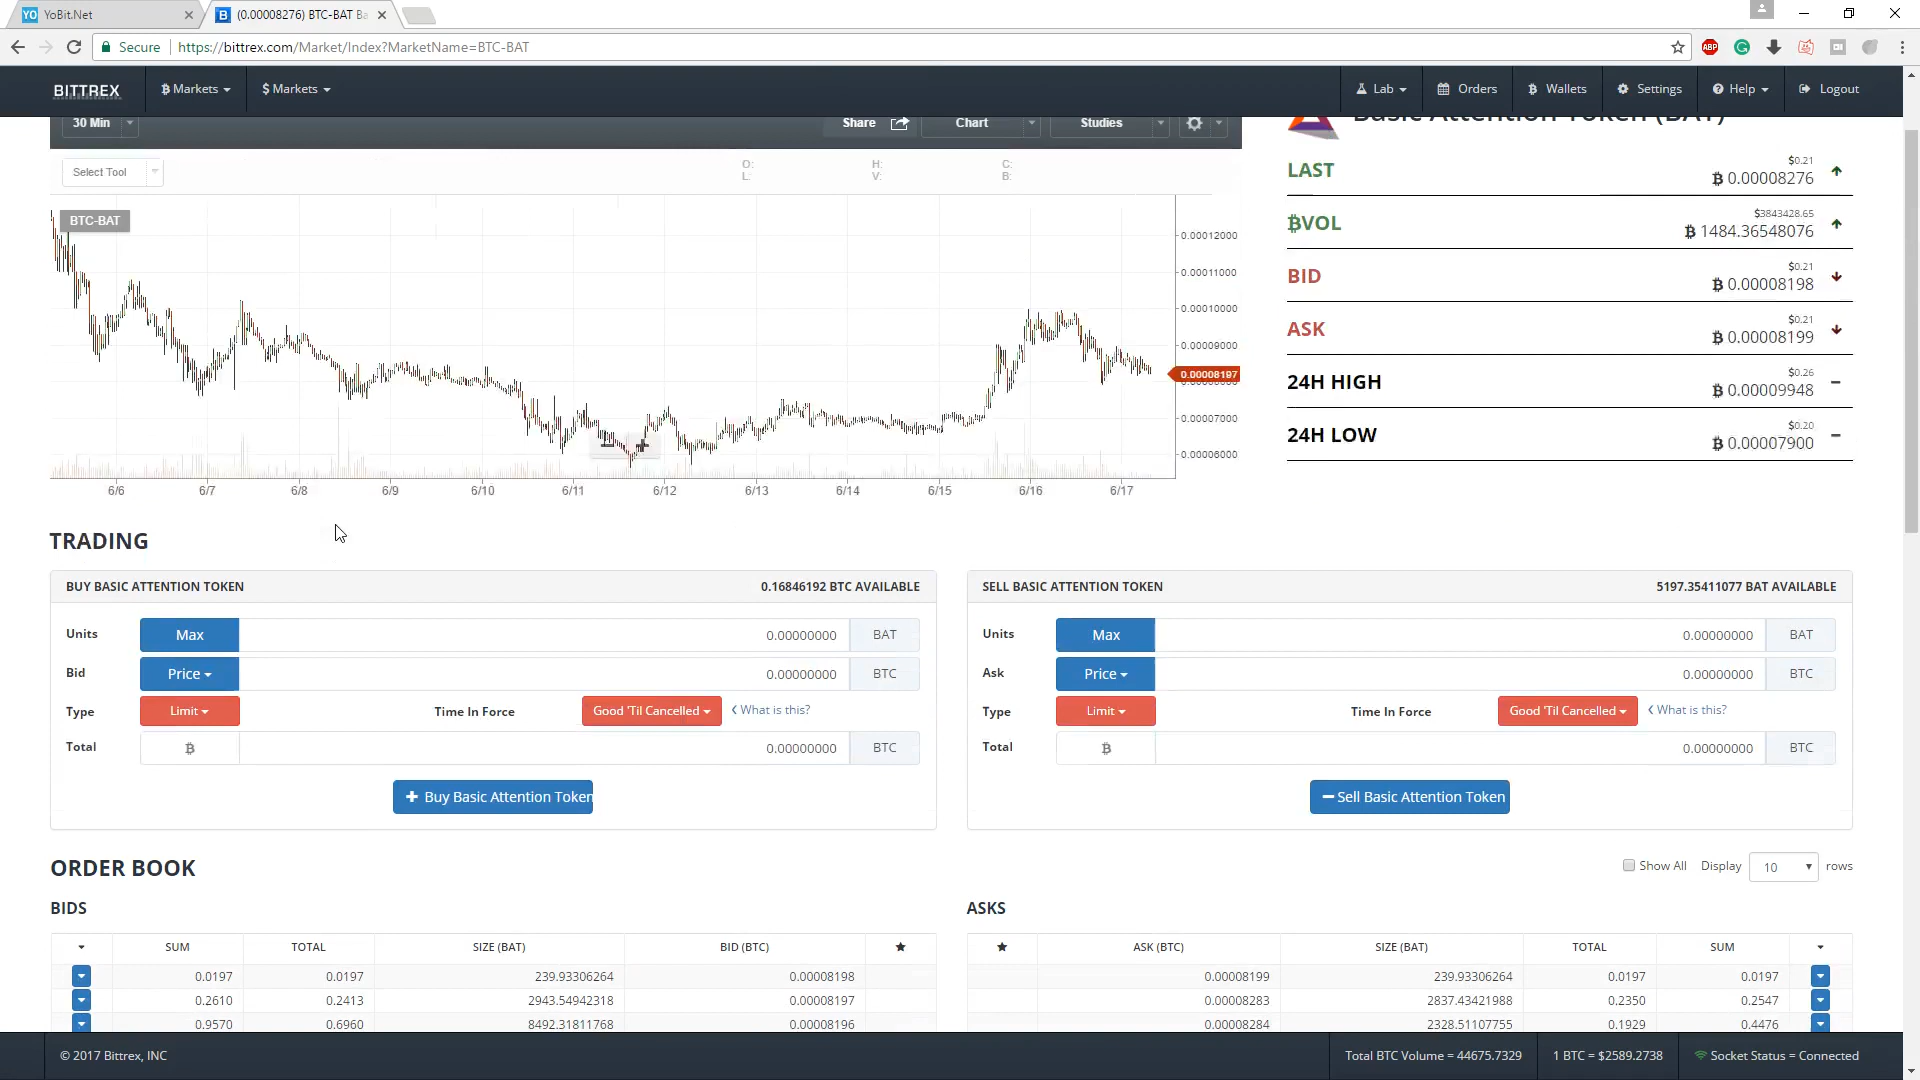 YO YoBit.Net
B (0.00008276) BTC-BAT Ba
Secure https://bittrex.com/Market/Index?MarketName=BTC-BAT
ABP
BITTREX
Ƀ Markets
$ Markets
Lab
Orders
Ƀ Wallets
Settings
Help
Logout
30 Min
Share
Chart
Studies
Basic Attention Token (BAT)
Select Tool
O: H: C:
L: V: B:
BTC-BAT
0.00012000
0.00011000
0.00010000
0.00009000
0.00008197
0.00007000
0.00006000
6/6 6/7 6/8 6/9 6/10 6/11 6/12 6/13 6/14 6/15 6/16 6/17
LAST
$0.21
Ƀ 0.00008276
ɃVOL
$3843428.65
Ƀ 1484.36548076
BID
$0.21
Ƀ 0.00008198
ASK
$0.21
Ƀ 0.00008199
24H HIGH
$0.26
Ƀ 0.00009948
24H LOW
$0.20
Ƀ 0.00007900
TRADING
BUY BASIC ATTENTION TOKEN 0.16846192 BTC AVAILABLE
Units Max 0.00000000 BAT
Bid Price 0.00000000 BTC
Type Limit Time In Force Good 'Til Cancelled What is this?
Total Ƀ 0.00000000 BTC
+ Buy Basic Attention Token
SELL BASIC ATTENTION TOKEN 5197.35411077 BAT AVAILABLE
Units Max 0.00000000 BAT
Ask Price 0.00000000 BTC
Type Limit Time In Force Good 'Til Cancelled What is this?
Total Ƀ 0.00000000 BTC
− Sell Basic Attention Token
ORDER BOOK
Show All Display 10 rows
BIDS
SUM TOTAL SIZE (BAT) BID (BTC)
0.0197 0.0197 239.93306264 0.00008198
0.2610 0.2413 2943.54942318 0.00008197
0.9570 0.6960 8492.31811768 0.00008196
ASKS
ASK (BTC) SIZE (BAT) TOTAL SUM
0.00008199 239.93306264 0.0197 0.0197
0.00008283 2837.43421988 0.2350 0.2547
0.00008284 2328.51107755 0.1929 0.4476
© 2017 Bittrex, INC
Total BTC Volume = 44675.7329
1 BTC = $2589.2738
Socket Status = Connected